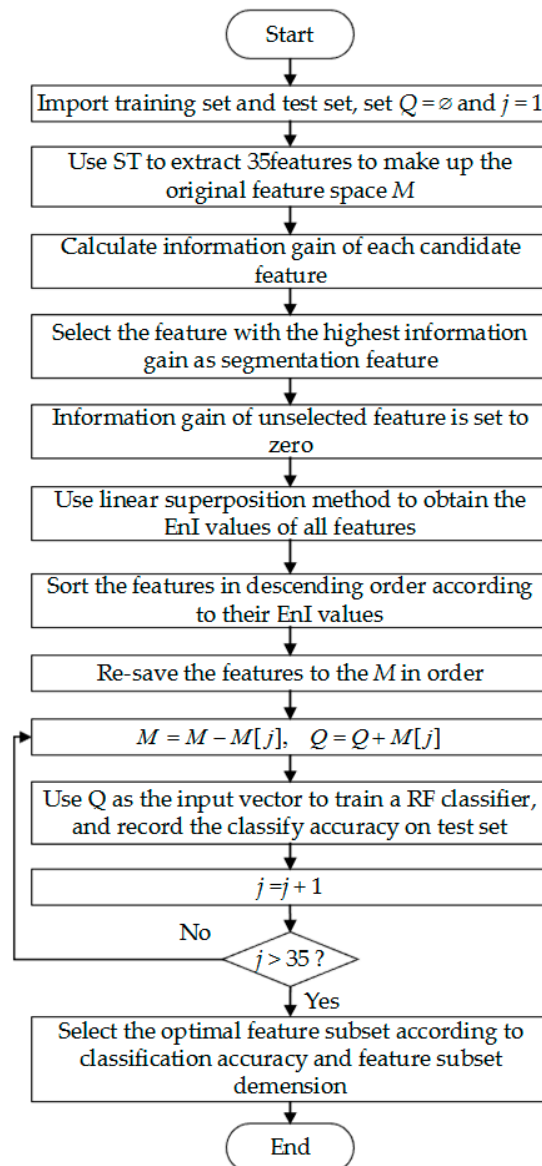 Start
Import training set and test set, set Q = ∅ and j = 1
Use ST to extract 35features to make up the
original feature space M
Calculate information gain of each candidate
feature
Select the feature with the highest information
gain as segmentation feature
Information gain of unselected feature is set to
zero
Use linear superposition method to obtain the
EnI values of all features
Sort the features in descending order according
to their EnI values
Re-save the features to the M in order
M = M − M[j], Q = Q + M[j]
Use Q as the input vector to train a RF classifier,
and record the classify accuracy on test set
j =j + 1
No
j > 35 ?
Yes
Select the optimal feature subset according to
classification accuracy and feature subset
demension
End